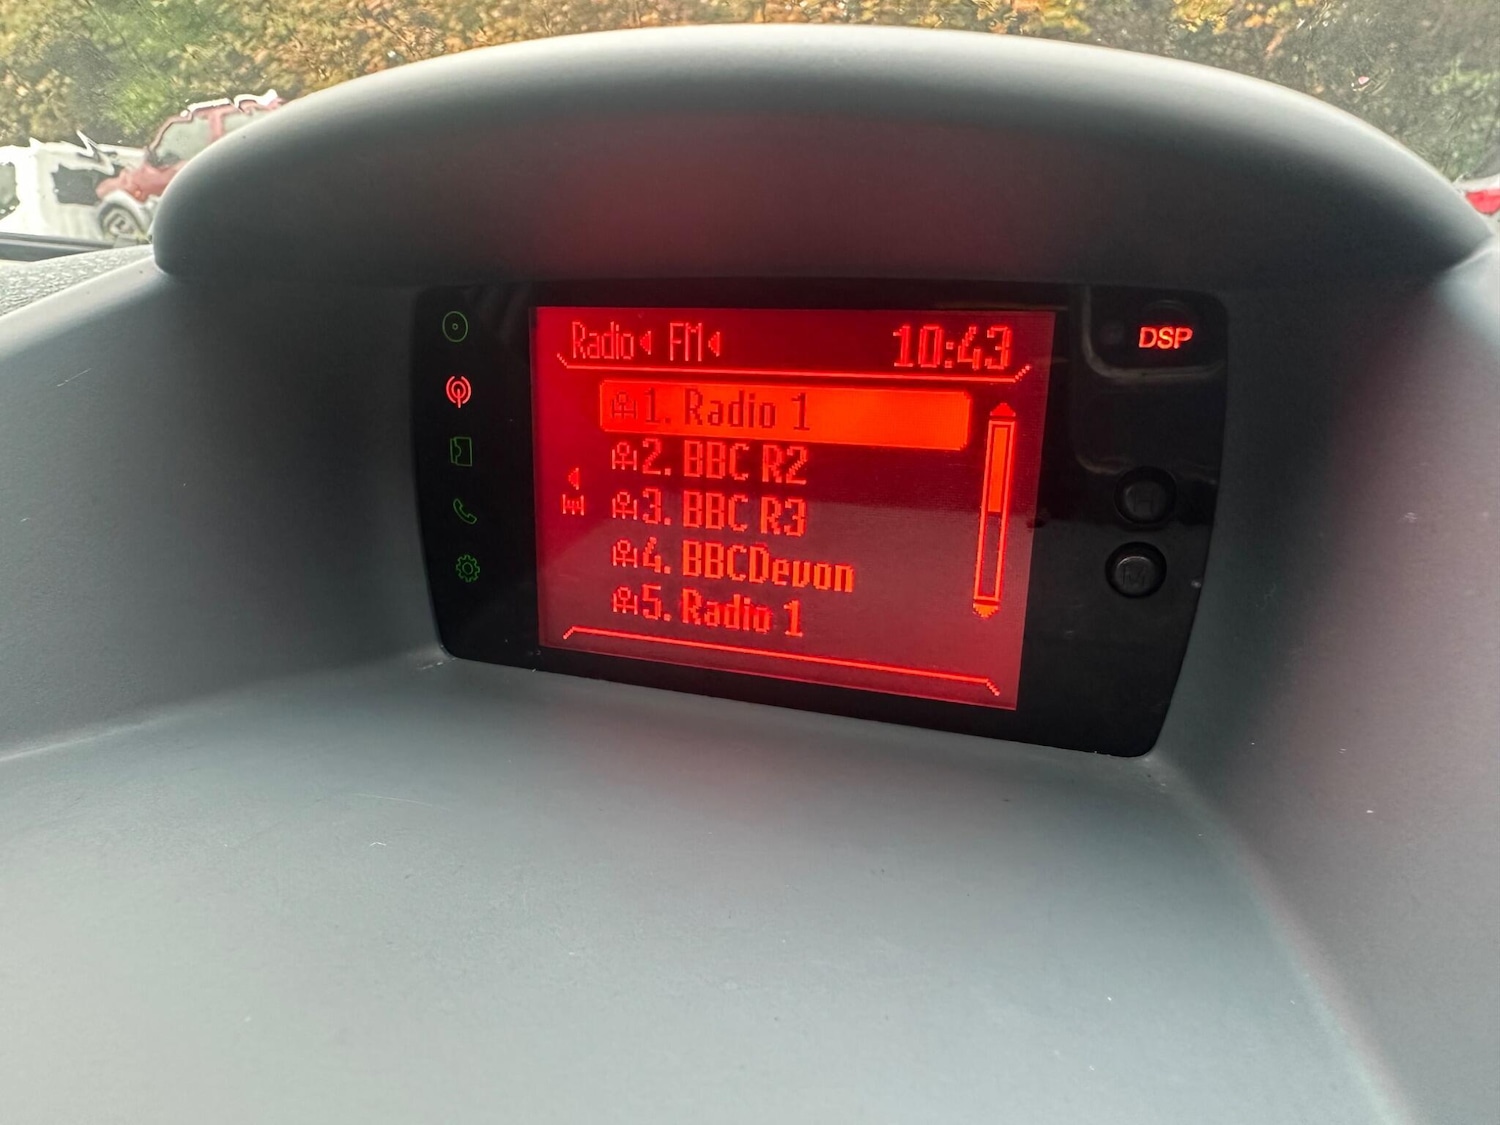 Radio FM 10:43
DSP
1. Radio 1
2. BBC R2
3. BBC R3
4. BBCDevon
5. Radio 1